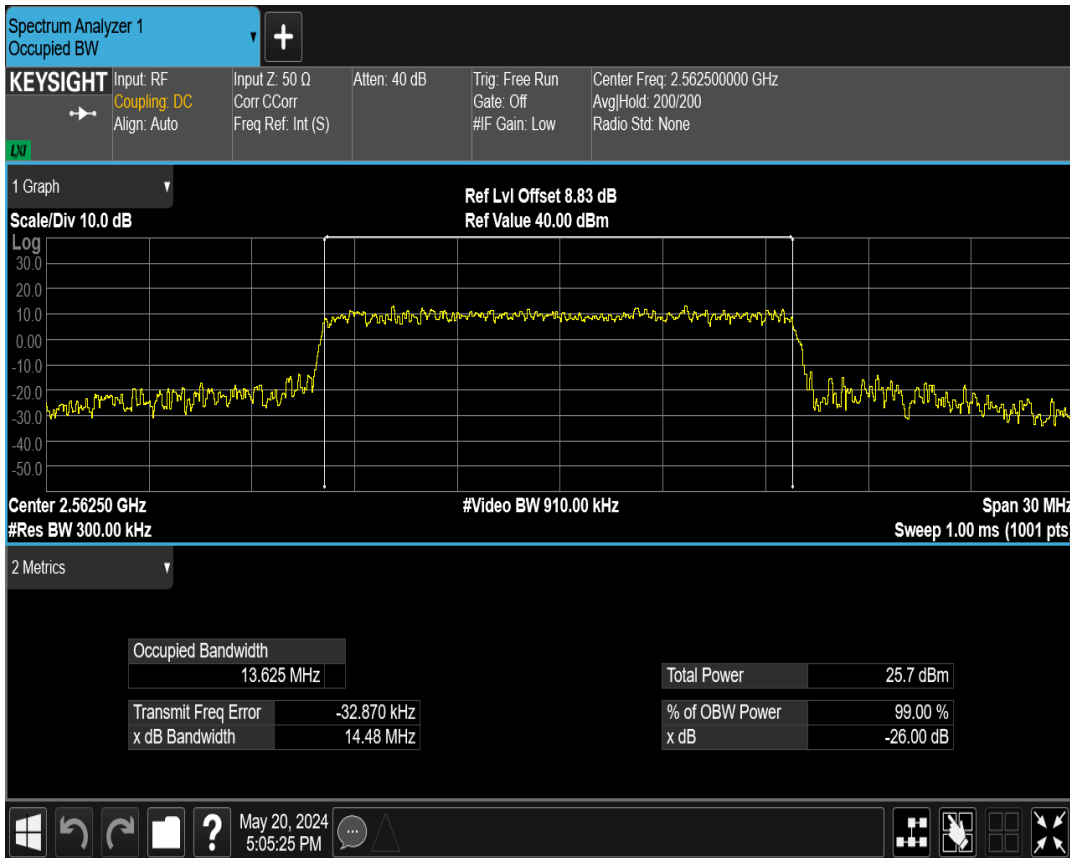 Spectrum Analyzer 1
Occupied BW
+
KEYSIGHT
LXI
Input: RF
Coupling: DC
Align: Auto
Input Z: 50 Ω
Corr CCorr
Freq Ref: Int (S)
Atten: 40 dB
Trig: Free Run
Gate: Off
#IF Gain: Low
Center Freq: 2.562500000 GHz
Avg|Hold: 200/200
Radio Std: None
1 Graph
Scale/Div 10.0 dB
Ref Lvl Offset 8.83 dB
Ref Value 40.00 dBm
Log
30.0
20.0
10.0
0.00
-10.0
-20.0
-30.0
-40.0
-50.0
Center 2.56250 GHz
#Res BW 300.00 kHz
#Video BW 910.00 kHz
Span 30 MHz
Sweep 1.00 ms (1001 pts)
2 Metrics
Occupied Bandwidth
13.625 MHz
Transmit Freq Error -32.870 kHz
x dB Bandwidth 14.48 MHz
Total Power 25.7 dBm
% of OBW Power 99.00 %
x dB -26.00 dB
?
May 20, 2024
5:05:25 PM